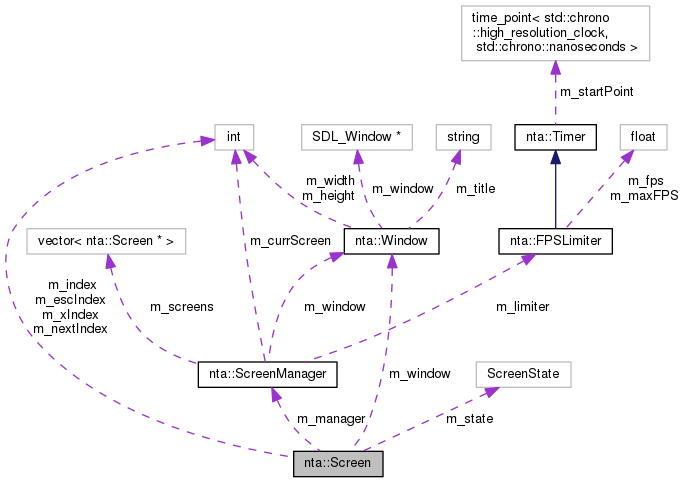 time_point< std::chrono
::high_resolution_clock,
std::chrono::nanoseconds >
m_startPoint
int
SDL_Window *
string
nta::Timer
float
m_width
m_height
m_window
m_title
m_fps
m_maxFPS
vector< nta::Screen * >
m_currScreen
nta::Window
nta::FPSLimiter
m_index
m_escIndex
m_xIndex
m_nextIndex
m_screens
m_window
m_limiter
nta::ScreenManager
m_window
ScreenState
m_manager
m_state
nta::Screen